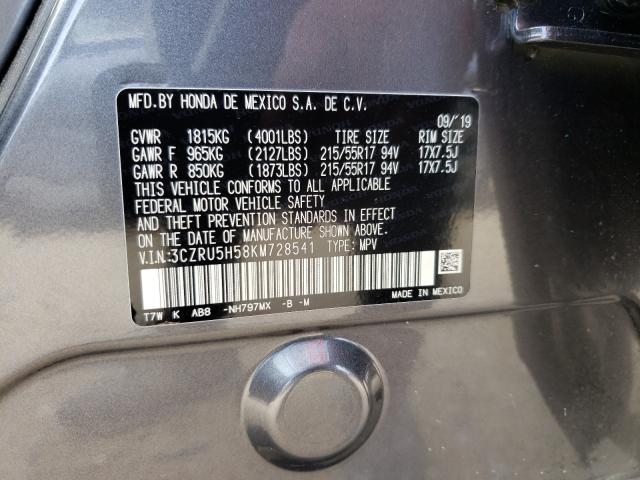 MFD.BY HONDA DE MEXICO S.A. DE C.V.
09/'19
GVWR 1815KG (4001LBS) TIRE SIZE RIM SIZE
GAWR F 965KG (2127LBS) 215/55R17 94V 17X7.5J
GAWR R 850KG (1873LBS) 215/55R17 94V 17X7.5J
THIS VEHICLE CONFORMS TO ALL APPLICABLE
FEDERAL MOTOR VEHICLE SAFETY
AND THEFT PREVENTION STANDARDS IN EFFECT
ON THE DATE OF MANUFACTURE SHOWN ABOVE.
V.I.N.:3CZRU5H58KM728541 TYPE: MPV
T7W K AB8 -NH797MX -B -M MADE IN MEXICO